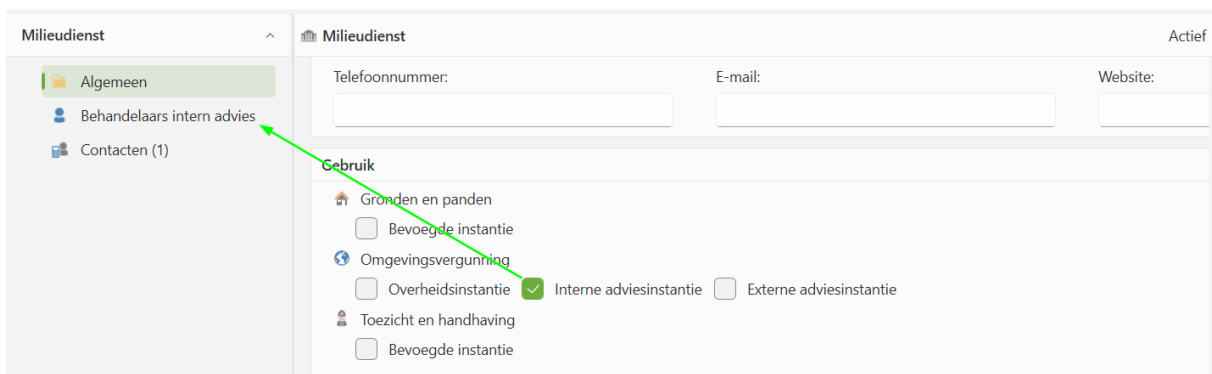 Milieudienst
Algemeen
Behandelaars intern advies
Contacten (1)
Milieudienst Actief
Telefoonnummer: E-mail: Website:
Gebruik
Gronden en panden
Bevoegde instantie
Omgevingsvergunning
Overheidsinstantie Interne adviesinstantie Externe adviesinstantie
Toezicht en handhaving
Bevoegde instantie